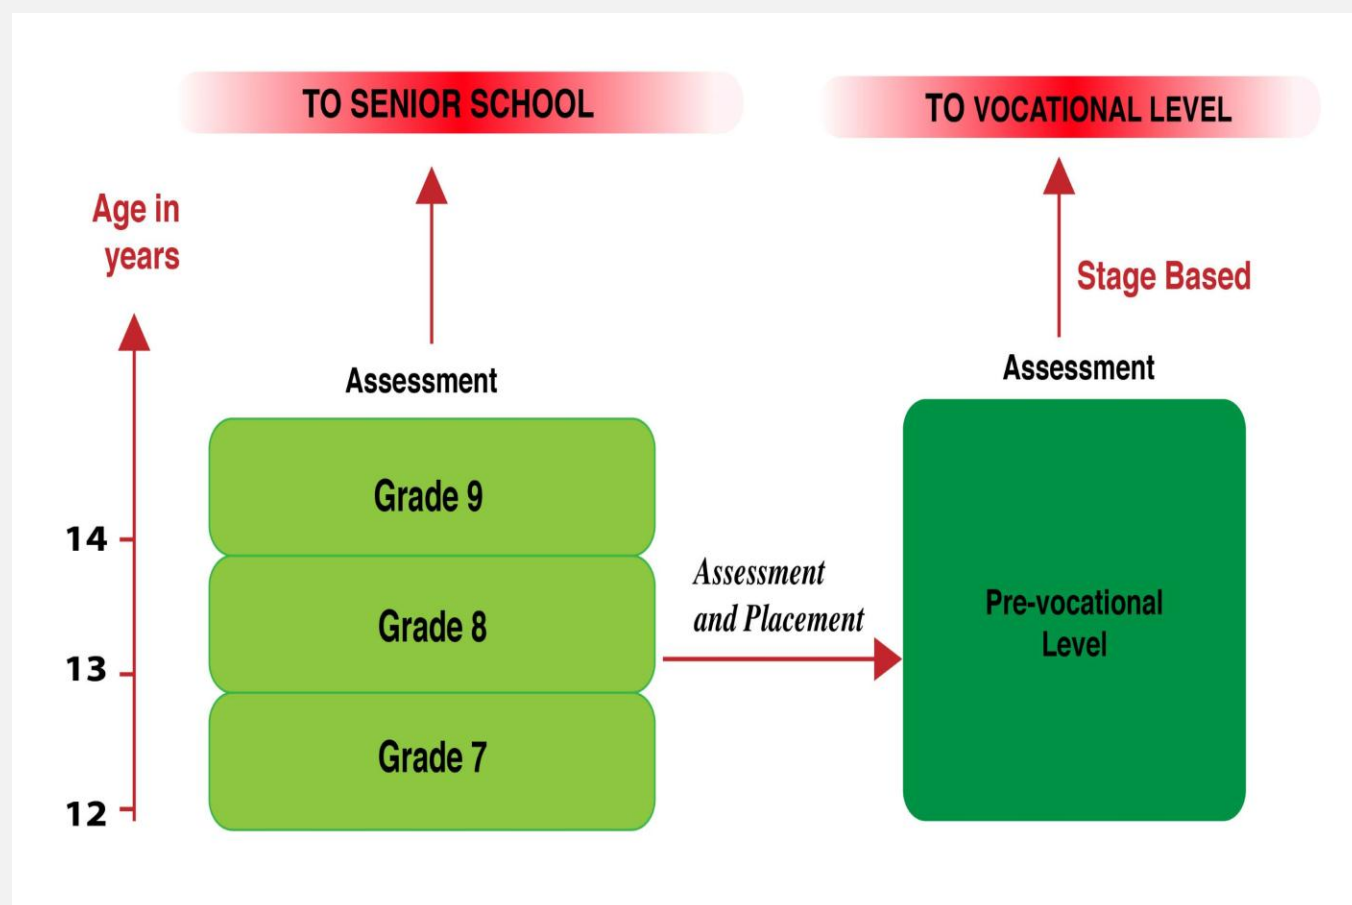 TO SENIOR SCHOOL
TO VOCATIONAL LEVEL
Age in
years
Stage Based
Assessment
Assessment
Grade 9
14
Assessment
and Placement
Grade 8
Pre-vocational
Level
13
Grade 7
12